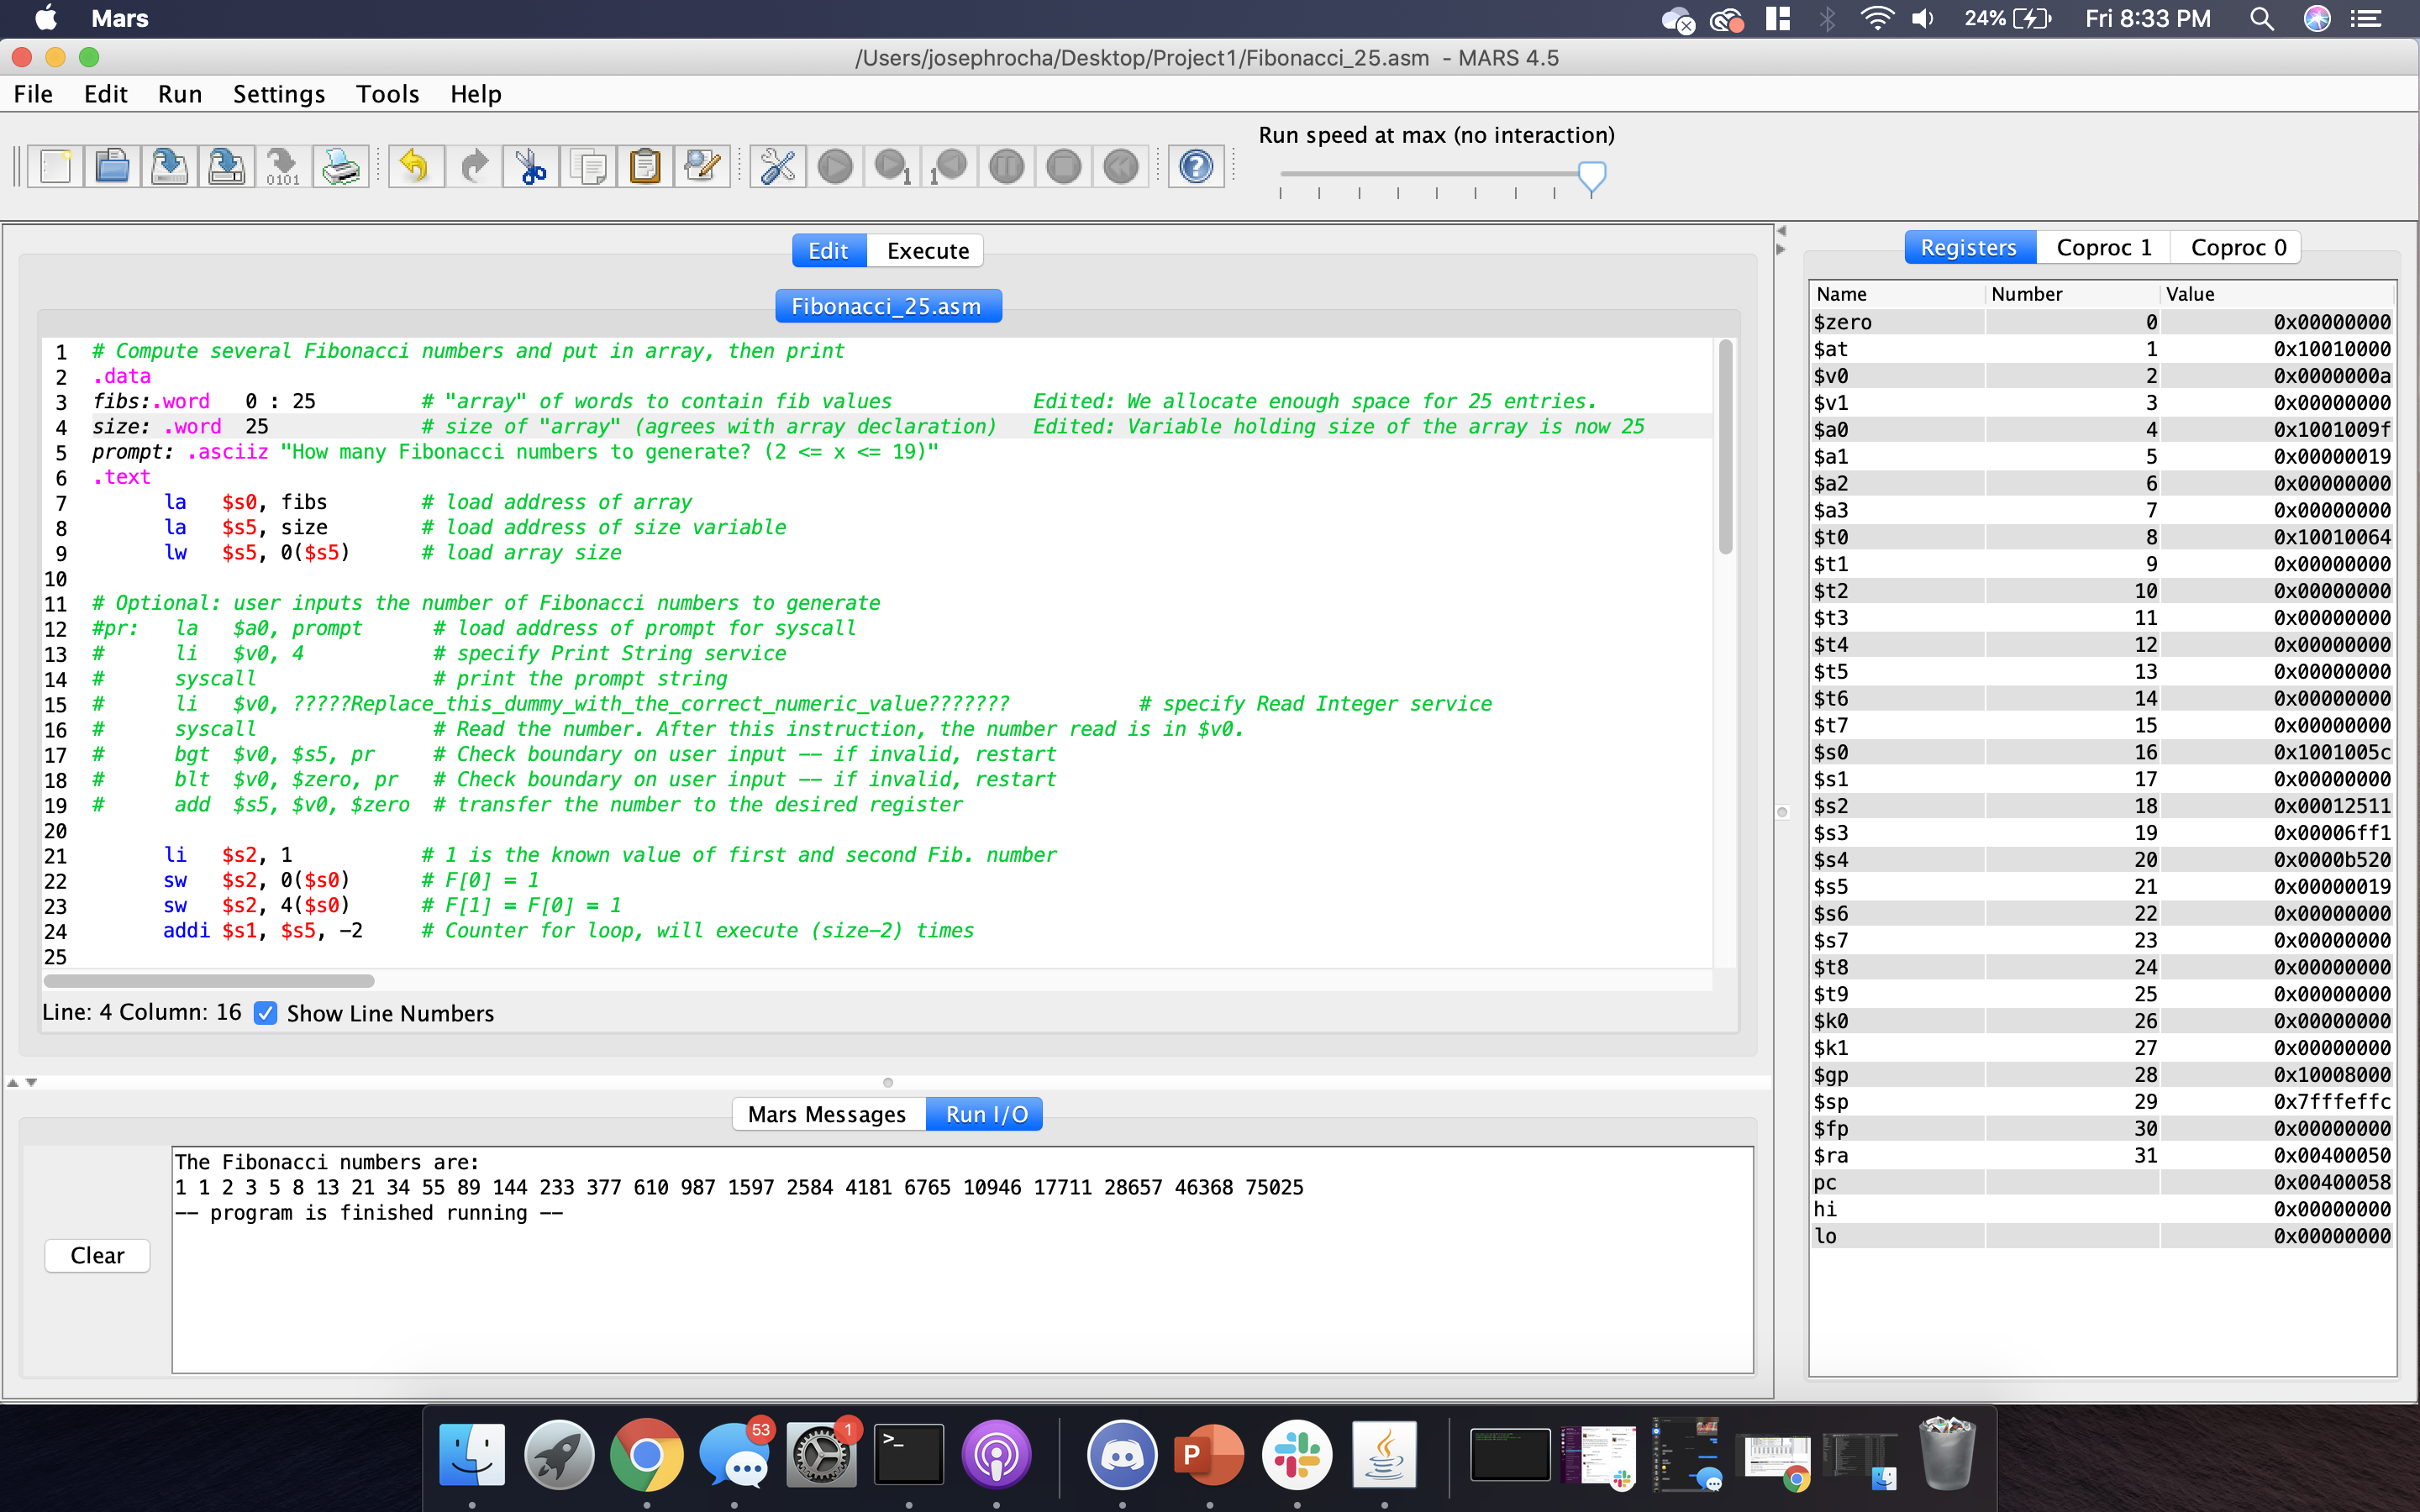 Mars 24% Fri 8:33 PM
/Users/josephrocha/Desktop/Project1/Fibonacci_25.asm - MARS 4.5
File Edit Run Settings Tools Help
Run speed at max (no interaction)
0101 1 1 ?
Edit Execute
Fibonacci_25.asm
1 # Compute several Fibonacci numbers and put in array, then print
2 .data
3 fibs:.word 0 : 25 # "array" of words to contain fib values Edited: We allocate enough space for 25 entries.
4 size: .word 25 # size of "array" (agrees with array declaration) Edited: Variable holding size of the array is now 25
5 prompt: .asciiz "How many Fibonacci numbers to generate? (2 <= x <= 19)"
6 .text
7 la $s0, fibs # load address of array
8 la $s5, size # load address of size variable
9 lw $s5, 0($s5) # load array size
10
11 # Optional: user inputs the number of Fibonacci numbers to generate
12 #pr: la $a0, prompt # load address of prompt for syscall
13 # li $v0, 4 # specify Print String service
14 # syscall # print the prompt string
15 # li $v0, ?????Replace_this_dummy_with_the_correct_numeric_value??????? # specify Read Integer service
16 # syscall # Read the number. After this instruction, the number read is in $v0.
17 # bgt $v0, $s5, pr # Check boundary on user input -- if invalid, restart
18 # blt $v0, $zero, pr # Check boundary on user input -- if invalid, restart
19 # add $s5, $v0, $zero # transfer the number to the desired register
20
21 li $s2, 1 # 1 is the known value of first and second Fib. number
22 sw $s2, 0($s0) # F[0] = 1
23 sw $s2, 4($s0) # F[1] = F[0] = 1
24 addi $s1, $s5, -2 # Counter for loop, will execute (size-2) times
25
Line: 4 Column: 16 Show Line Numbers
Mars Messages Run I/O
The Fibonacci numbers are:
1 1 2 3 5 8 13 21 34 55 89 144 233 377 610 987 1597 2584 4181 6765 10946 17711 28657 46368 75025
-- program is finished running --
Clear
Registers Coproc 1 Coproc 0
Name Number Value
$zero 0 0x00000000
$at 1 0x10010000
$v0 2 0x0000000a
$v1 3 0x00000000
$a0 4 0x1001009f
$a1 5 0x00000019
$a2 6 0x00000000
$a3 7 0x00000000
$t0 8 0x10010064
$t1 9 0x00000000
$t2 10 0x00000000
$t3 11 0x00000000
$t4 12 0x00000000
$t5 13 0x00000000
$t6 14 0x00000000
$t7 15 0x00000000
$s0 16 0x1001005c
$s1 17 0x00000000
$s2 18 0x00012511
$s3 19 0x00006ff1
$s4 20 0x0000b520
$s5 21 0x00000019
$s6 22 0x00000000
$s7 23 0x00000000
$t8 24 0x00000000
$t9 25 0x00000000
$k0 26 0x00000000
$k1 27 0x00000000
$gp 28 0x10008000
$sp 29 0x7fffeffc
$fp 30 0x00000000
$ra 31 0x00400050
pc 0x00400058
hi 0x00000000
lo 0x00000000
53 1 >_ P